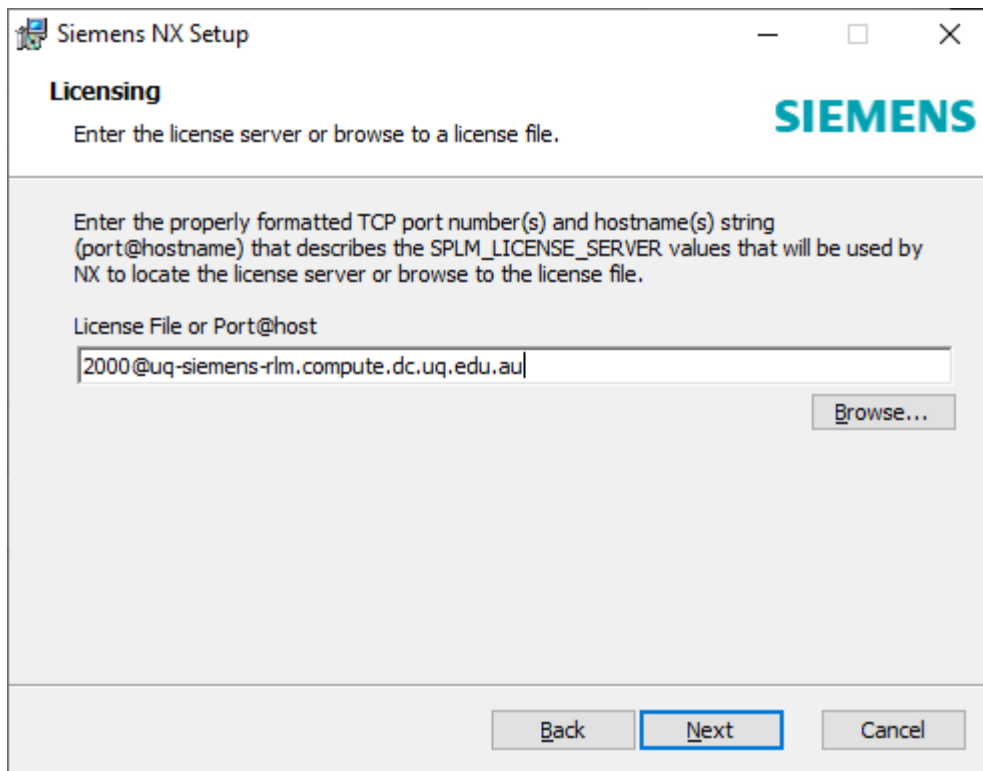 Siemens NX Setup
Licensing
Enter the license server or browse to a license file.
SIEMENS
Enter the properly formatted TCP port number(s) and hostname(s) string
(port@hostname) that describes the SPLM_LICENSE_SERVER values that will be used by
NX to locate the license server or browse to the license file.
License File or Port@host
2000@uq-siemens-rlm.compute.dc.uq.edu.au
Browse...
Back
Next
Cancel